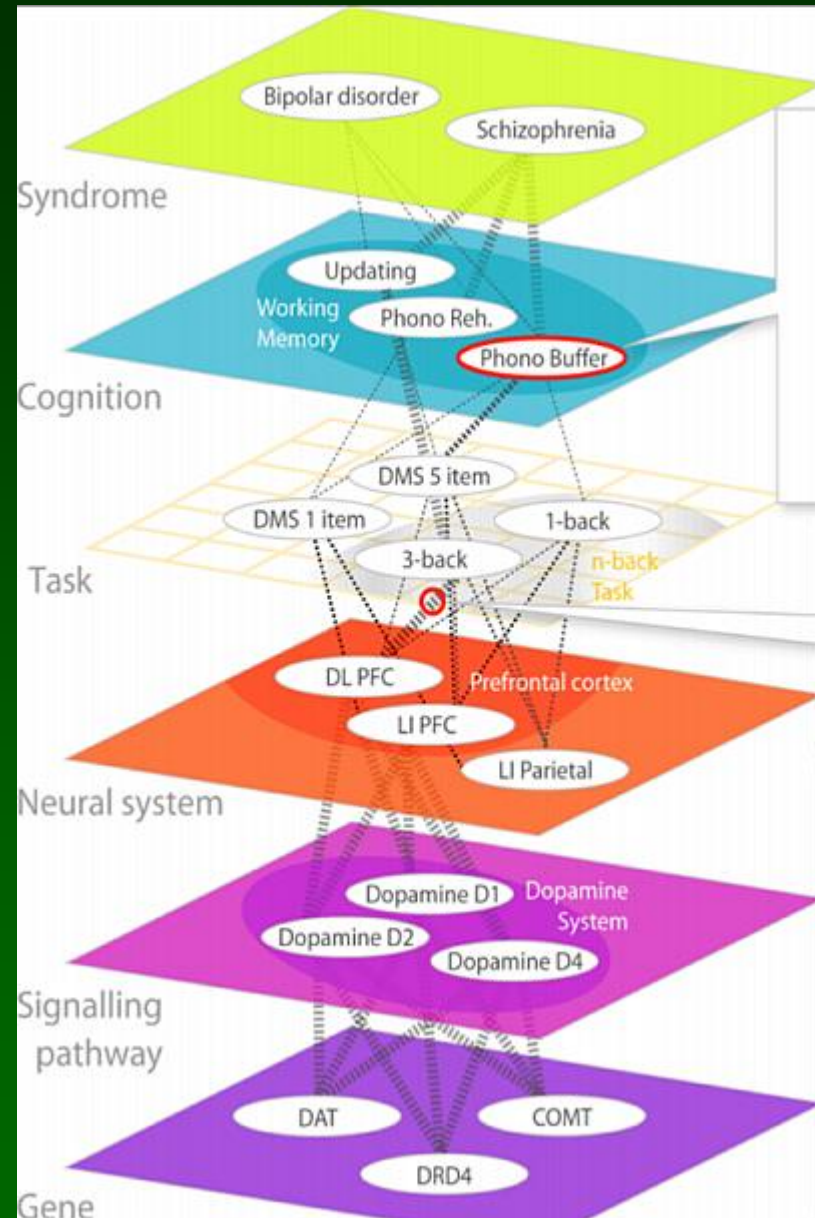 Bipolar disorder
Schizophrenia
Syndrome
Updating
Working
Memory
Phono Reh.
Phono Buffer
Cognition
DMS 5 item
DMS 1 item
1-back
3-back
n-back
Task
Task
DL PFC
Prefrontal cortex
LI PFC
LI Parietal
Neural system
Dopamine D1
Dopamine
System
Dopamine D2
Dopamine D4
Signalling
pathway
DAT
COMT
DRD4
Gene